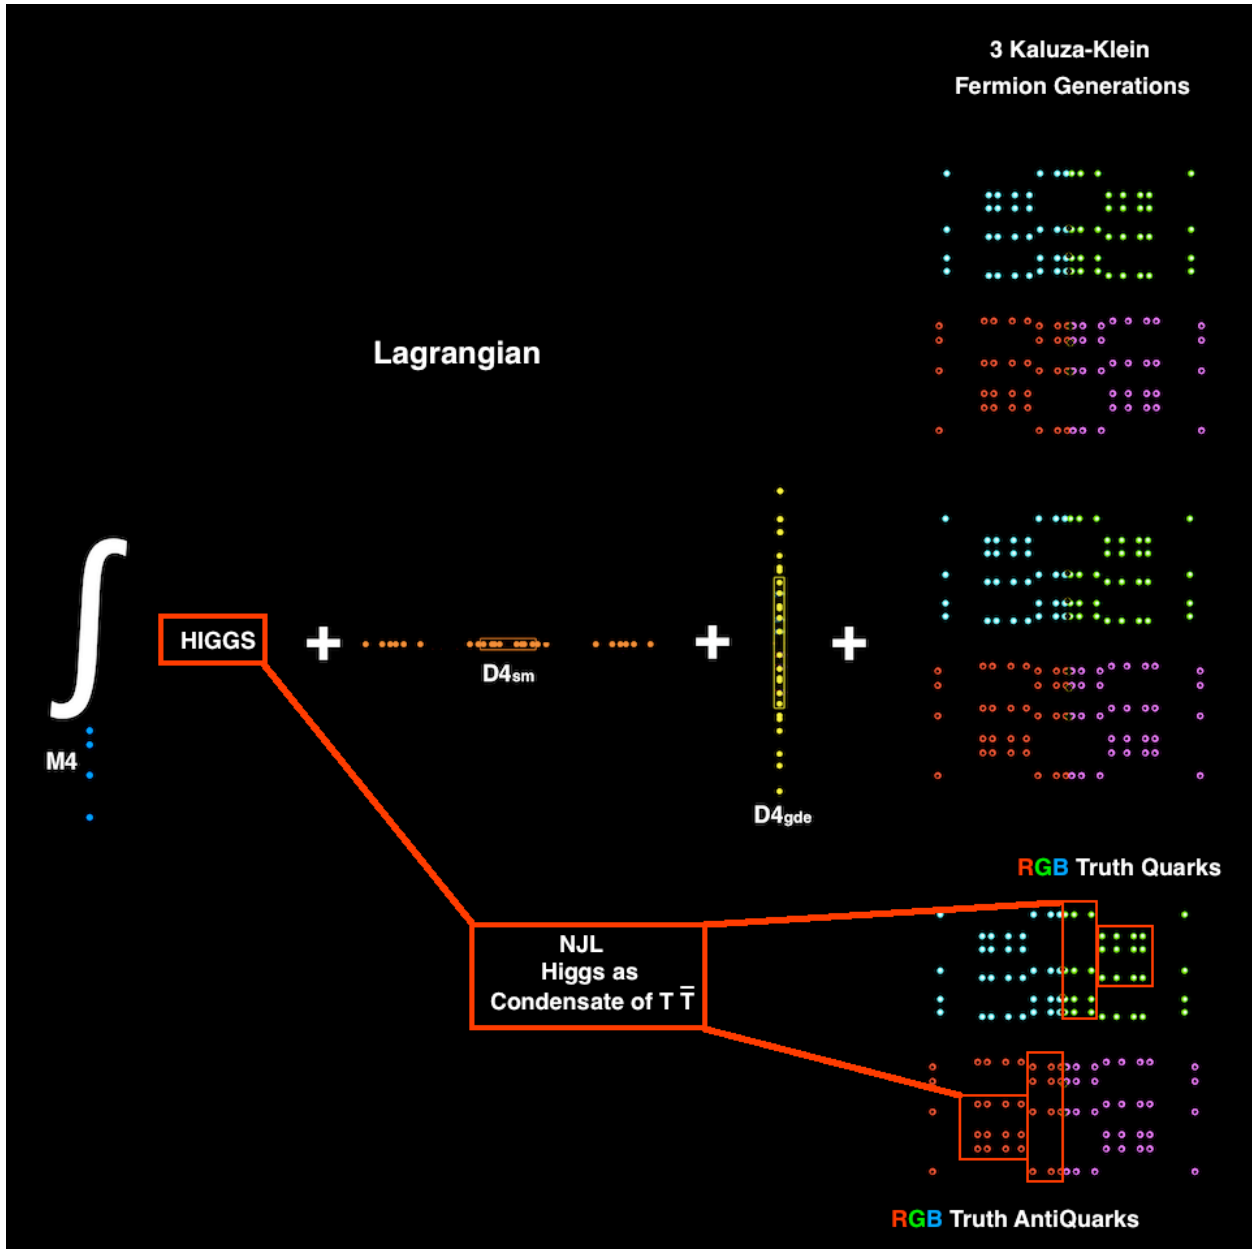 3 Kaluza-Klein
Fermion Generations
Lagrangian
∫
HIGGS + D4sm + D4gde +
M4
RGB Truth Quarks
NJL
Higgs as
Condensate of T T̅
RGB Truth AntiQuarks